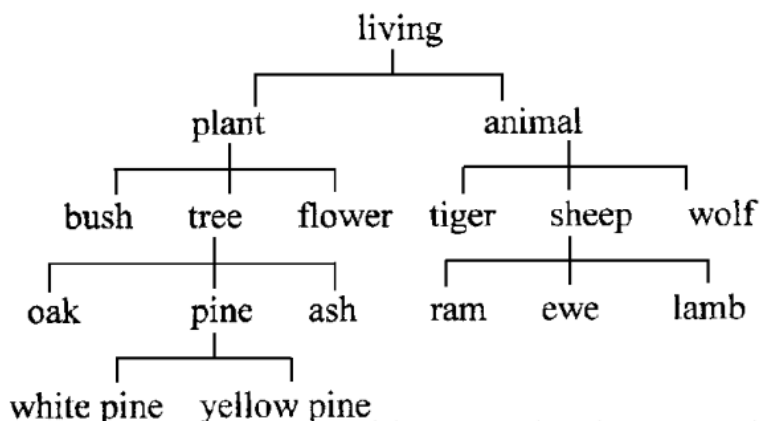 living
plant animal
bush tree flower tiger sheep wolf
oak pine ash ram ewe lamb
white pine yellow pine